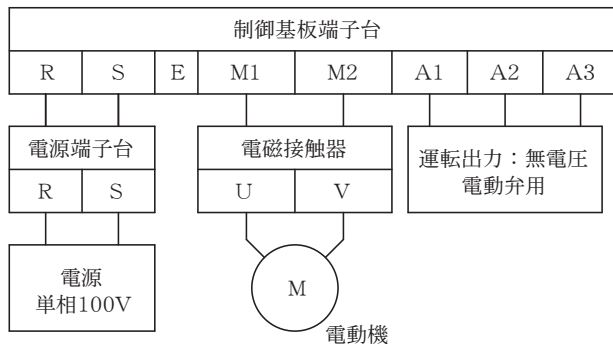 制御基板端子台
R S E M1 M2 A1 A2 A3
電源端子台
R S
電磁接触器
U V
運転出力：無電圧
電動弁用
電源
単相100V
M
電動機